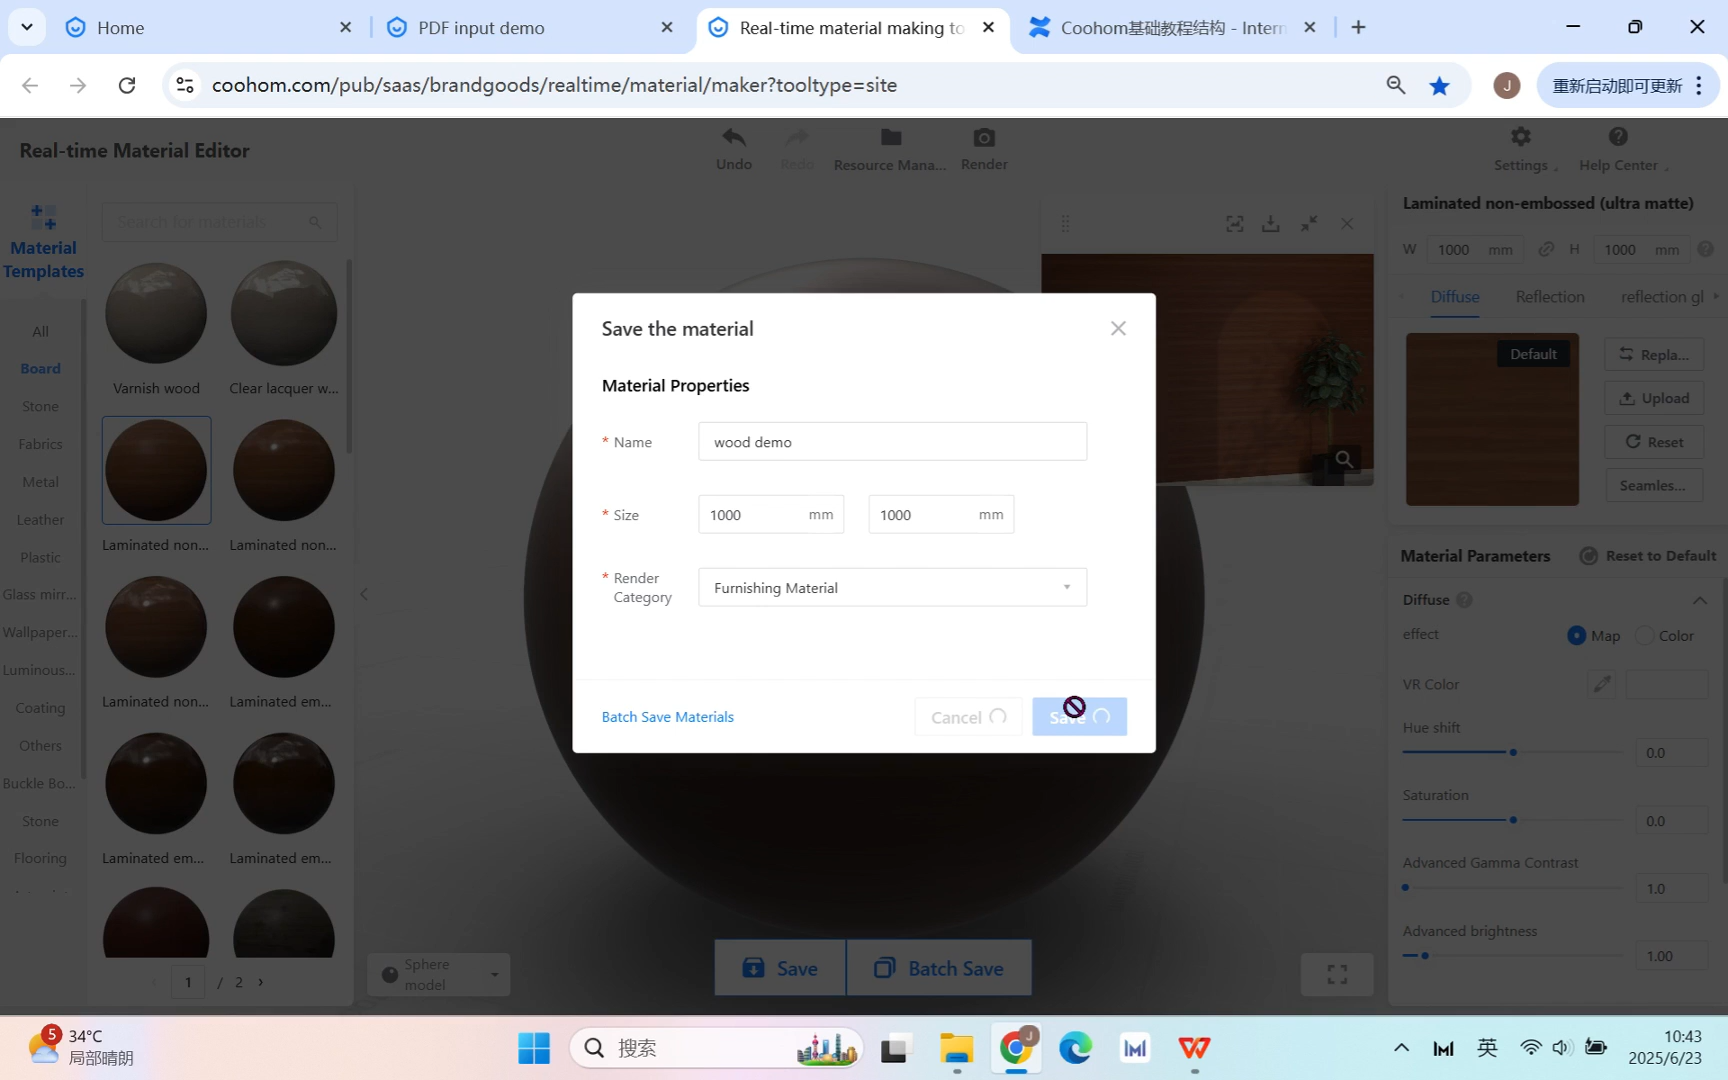 Home
PDF input demo
Real-time material making to
Coohom基础教程结构 - Intern
coohom.com/pub/saas/brandgoods/realtime/material/maker?tooltype=site
J
重新启动即可更新
Real-time Material Editor
Undo
Redo
Resource Mana...
Render
Settings
Help Center
Material
Templates
Search for materials
All
Board
Stone
Fabrics
Metal
Leather
Plastic
Glass mirr...
Wallpaper...
Luminous...
Coating
Others
Buckle Bo...
Stone
Flooring
Varnish wood
Clear lacquer w...
Laminated non...
Laminated non...
Laminated non...
Laminated em...
Laminated em...
Laminated em...
1 / 2
Save the material
Material Properties
* Name
wood demo
* Size
1000 mm
1000 mm
* Render
Category
Furnishing Material
Batch Save Materials
Cancel
Save
Sphere
model
Save
Batch Save
Laminated non-embossed (ultra matte)
W 1000 mm H 1000 mm
Diffuse
Reflection
reflection gl
Default
Repla...
Upload
Reset
Seamles...
Material Parameters
Reset to Default
Diffuse
effect
Map
Color
VR Color
Hue shift
0.0
Saturation
0.0
Advanced Gamma Contrast
1.0
Advanced brightness
1.00
5
34°C
局部晴朗
搜索
J
英
10:43
2025/6/23